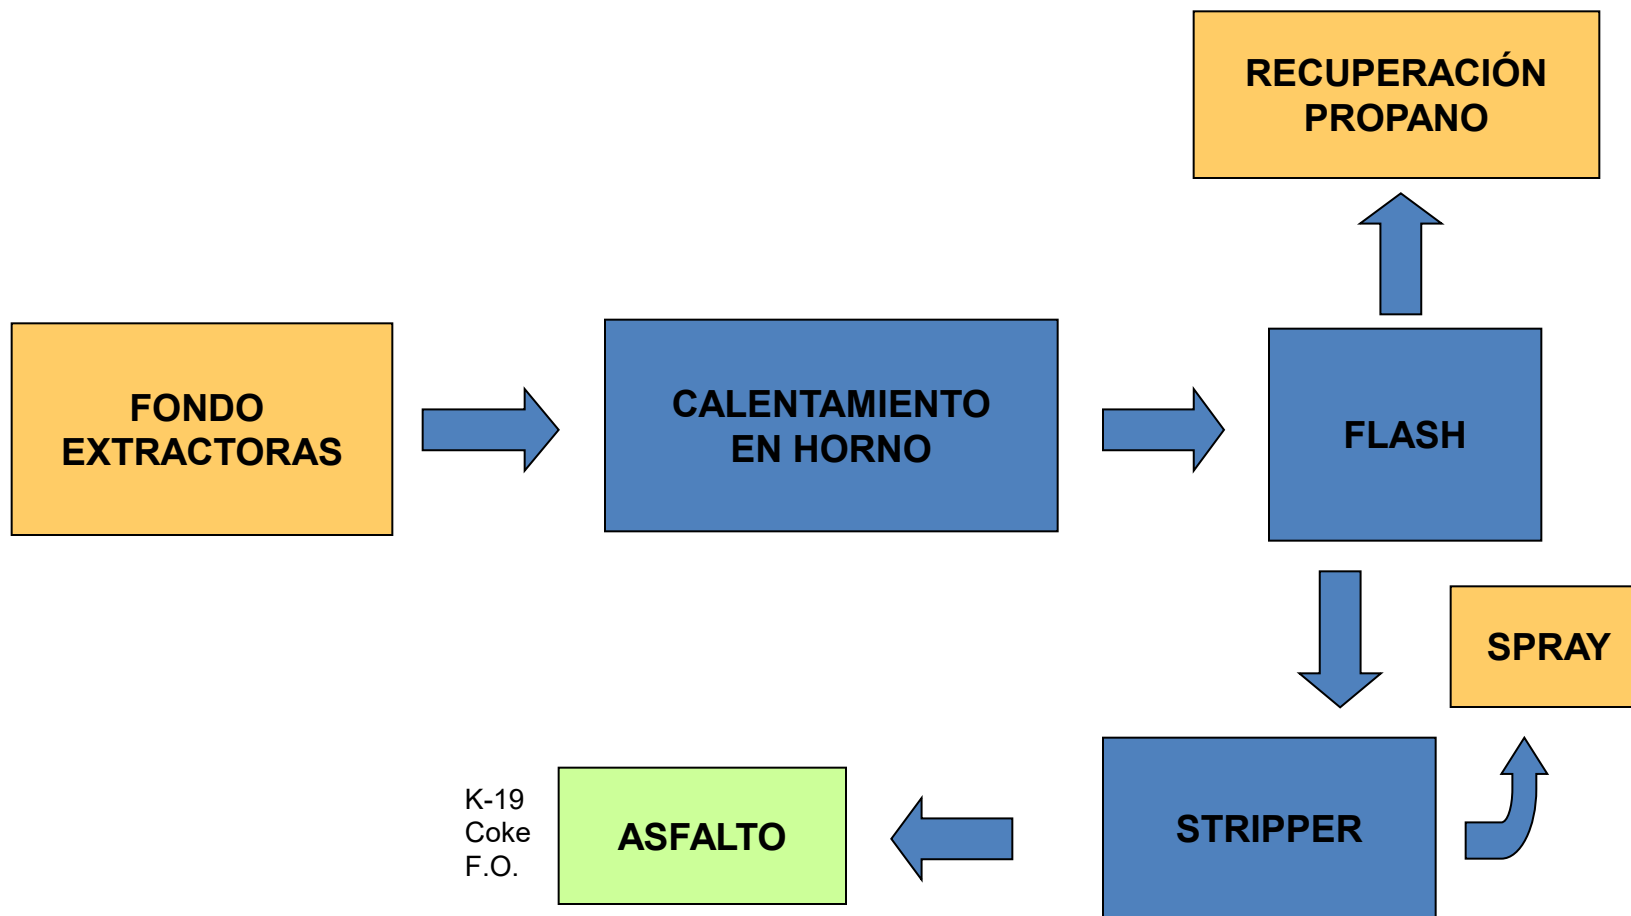 RECUPERACIÓN
PROPANO
FONDO
EXTRACTORAS
CALENTAMIENTO
EN HORNO
FLASH
SPRAY
K-19
Coke
F.O.
ASFALTO
STRIPPER